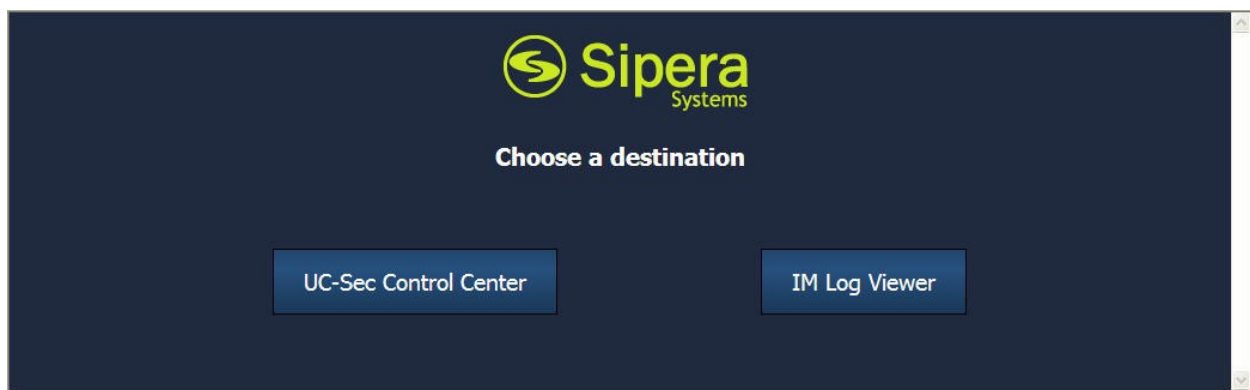 Sipera
Systems
Choose a destination
UC-Sec Control Center
IM Log Viewer